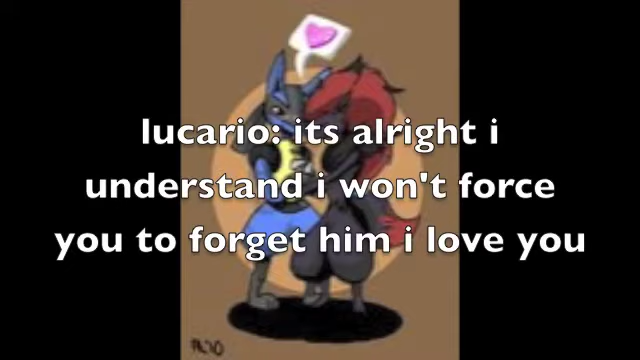 lucario: its alright i
understand i won't force
you to forget him i love you